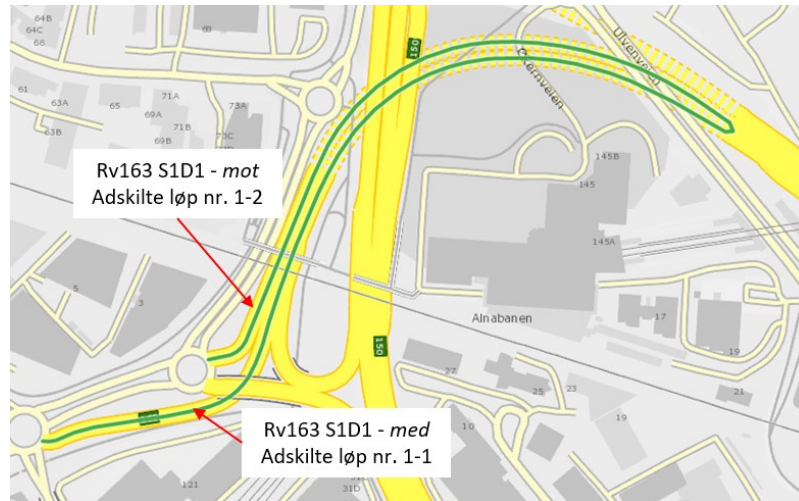 64B
64C
66
68
150
Ulvenveien
Økernveien
61
63A
63B
65
71A
69A
71B
69B
73A
73C
145B
145
145A
Rv163 S1D1 - mot
Adskilte løp nr. 1-2
5
3
Alnabanen
17
19
150
27
25
23
21
19
10
Rv163 S1D1 - med
Adskilte løp nr. 1-1
121
31D